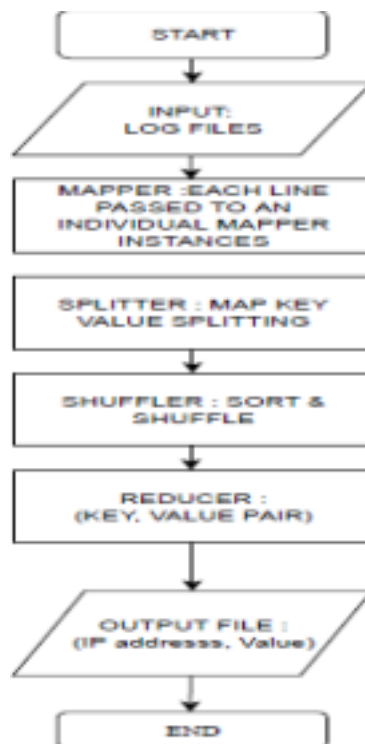 START
INPUT:
LOG FILES
MAPPER :EACH LINE
PASSED TO AN
INDIVIDUAL MAPPER
INSTANCES
SPLITTER : MAP KEY
VALUE SPLITTING
SHUFFLER : SORT &
SHUFFLE
REDUCER :
(KEY, VALUE PAIR)
OUTPUT FILE :
(IP addresss, Value)
END